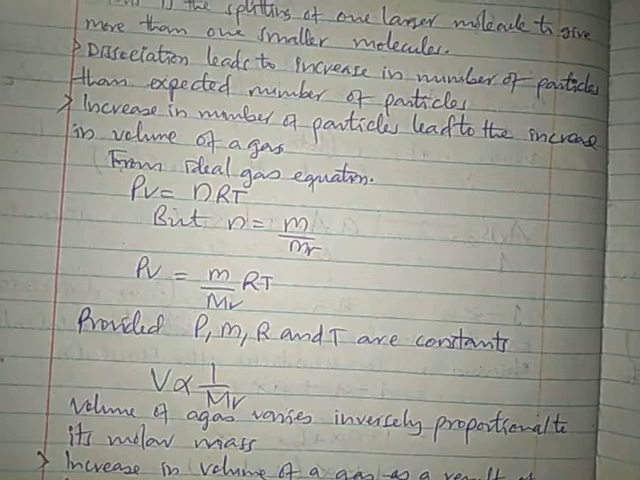 is the splitting of one larger molecule to give
more than one smaller molecules.
> Dissociation leads to increase in number of particles
than expected number of particles
> Increase in number of particles lead to the increase
in volume of a gas
From ideal gas equation.
PV = nRT
But n = m/mr
PV = m/Mr RT
Provided P, M, R and T are constants
V ∝ 1/Mr
Volume of a gas varies inversely proportional to
its molar mass
> Increase in volume of a gas as a result of